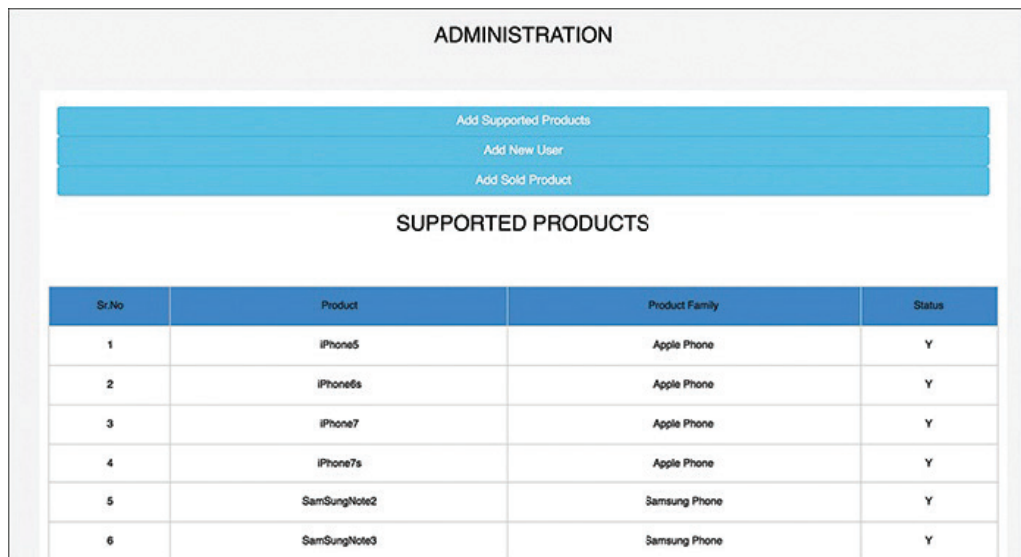 ADMINISTRATION
Add Supported Products
Add New User
Add Sold Product
SUPPORTED PRODUCTS
Sr.No Product Product Family Status
1 iPhone5 Apple Phone Y
2 iPhone6s Apple Phone Y
3 iPhone7 Apple Phone Y
4 iPhone7s Apple Phone Y
5 SamSungNote2 Samsung Phone Y
6 SamSungNote3 Samsung Phone Y